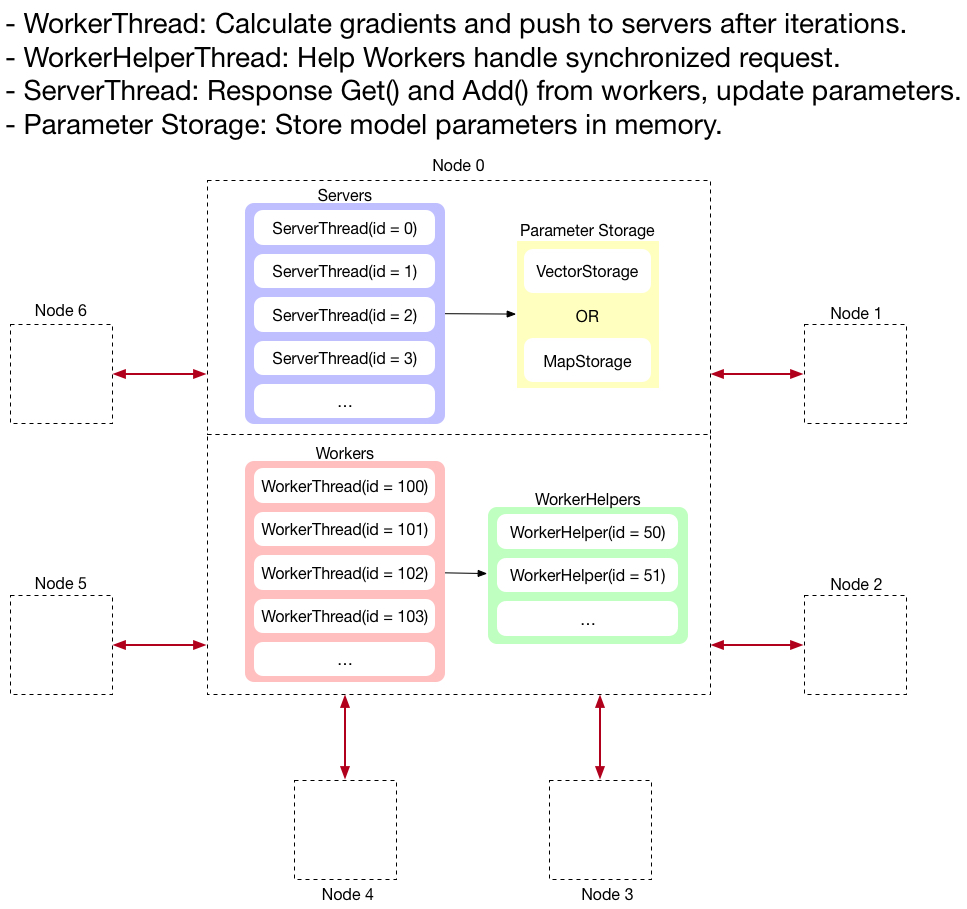 - WorkerThread: Calculate gradients and push to servers after iterations.
- WorkerHelperThread: Help Workers handle synchronized request.
- ServerThread: Response Get() and Add() from workers, update parameters.
- Parameter Storage: Store model parameters in memory.
Node 0
Servers
ServerThread(id = 0)
ServerThread(id = 1)
ServerThread(id = 2)
ServerThread(id = 3)
...
Parameter Storage
VectorStorage
OR
MapStorage
Node 6
Node 1
Workers
WorkerThread(id = 100)
WorkerThread(id = 101)
WorkerThread(id = 102)
WorkerThread(id = 103)
...
WorkerHelpers
WorkerHelper(id = 50)
WorkerHelper(id = 51)
...
Node 5
Node 2
Node 4
Node 3